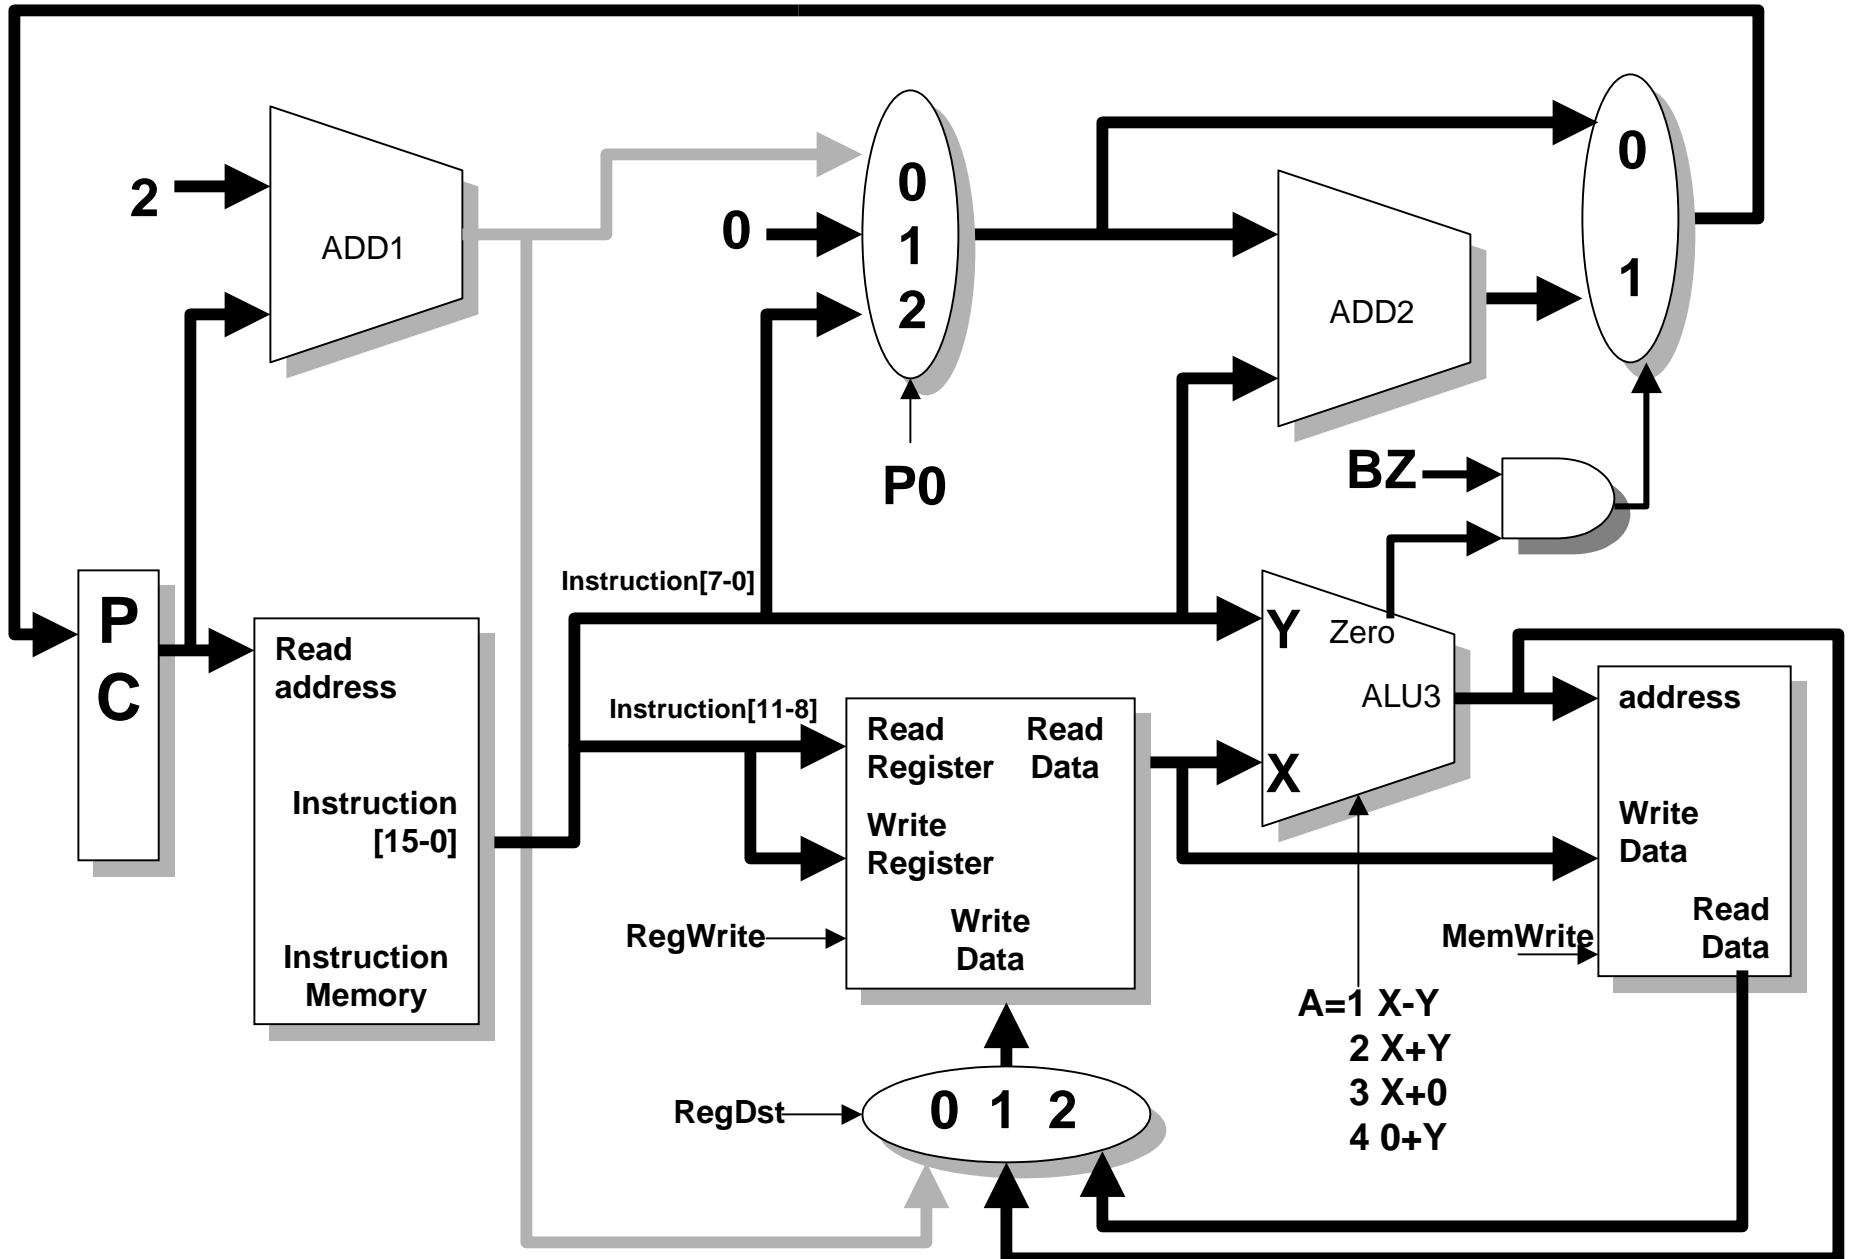 2
ADD1
0
0
1
2
P0
ADD2
0
1
BZ
P
C
Read
address
Instruction
[15-0]
Instruction
Memory
Instruction[7-0]
Instruction[11-8]
Read
Register
Read
Data
Write
Register
Write
Data
RegWrite
RegDst
0 1 2
Y
Zero
ALU3
X
A=1 X-Y
2 X+Y
3 X+0
4 0+Y
address
Write
Data
Read
Data
MemWrite